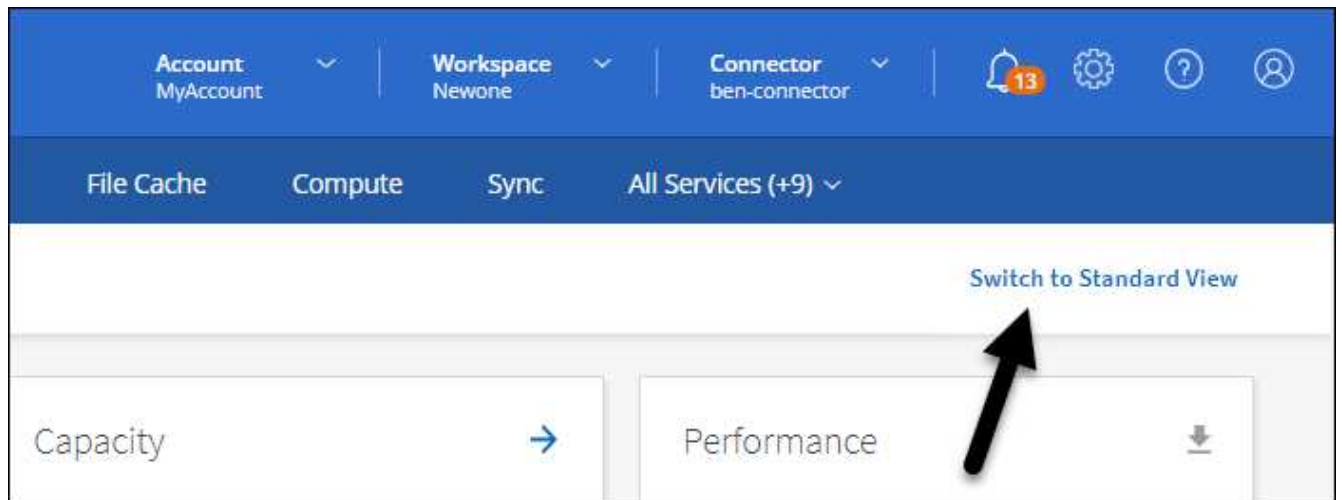 Account
MyAccount
Workspace
Newone
Connector
ben-connector
13
File Cache Compute Sync All Services (+9)
Switch to Standard View
Capacity
Performance